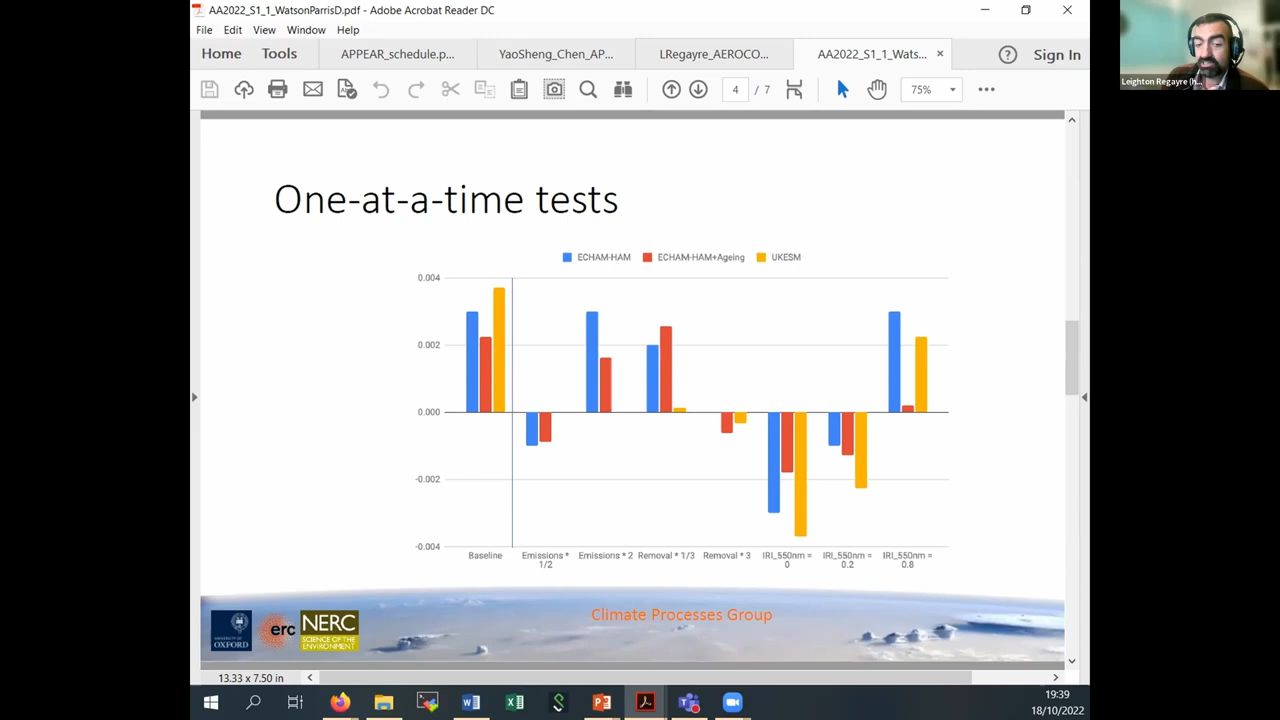 AA2022_S1_1_WatsonParrisD.pdf - Adobe Acrobat Reader DC
File Edit View Window Help
Home Tools APPEAR_schedule.p... YaoSheng_Chen_AP... LRegayre_AEROCO... AA2022_S1_1_Wats... × Sign In
4 / 7 75%
Leighton Regayre (h...
One-at-a-time tests
ECHAM-HAM ECHAM-HAM+Ageing UKESM
0.004
0.002
0.000
-0.002
-0.004
Baseline Emissions * 1/2 Emissions * 2 Removal * 1/3 Removal * 3 IRI_550nm = 0 IRI_550nm = 0.2 IRI_550nm = 0.8
UNIVERSITY OF OXFORD
erc
NERC
SCIENCE OF THE ENVIRONMENT
Climate Processes Group
13.33 x 7.50 in
19:39
18/10/2022